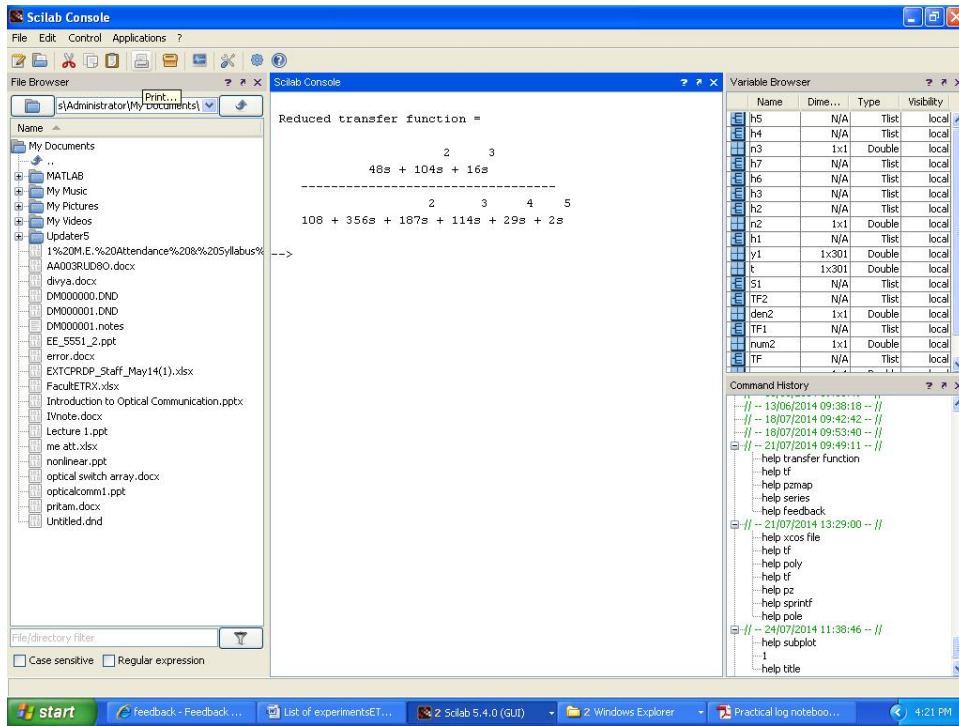 Scilab Console
File Edit Control Applications ?
File Browser ? ↗ X
Print...
s\Administrator\My Documents\
Name
My Documents
..
MATLAB
My Music
My Pictures
My Videos
Updater5
1%20M.E.%20Attendance%208&%20Syllabus%
AA003RUD8O.docx
divya.docx
DM000000.DND
DM000001.DND
DM000001.notes
EE_5551_2.ppt
error.docx
EXTCPRDP_Staff_May14(1).xlsx
FacultETRX.xlsx
Introduction to Optical Communication.pptx
IVnote.docx
Lecture 1.ppt
me att.xlsx
nonlinear.ppt
optical switch array.docx
opticalcomm1.ppt
pritam.docx
Untitled.dnd
File/directory filter
Case sensitive Regular expression
Scilab Console ? ↗ X
Reduced transfer function =
2 3
48s + 104s + 16s
-----------------------------------
2 3 4 5
108 + 356s + 187s + 114s + 29s + 2s
-->
Variable Browser ? ↗ X
Name Dime... Type Visibility
h5 N/A Tlist local
h4 N/A Tlist local
n3 1x1 Double local
h7 N/A Tlist local
h6 N/A Tlist local
h3 N/A Tlist local
h2 N/A Tlist local
n2 1x1 Double local
h1 N/A Tlist local
y1 1x301 Double local
t 1x301 Double local
S1 N/A Tlist local
TF2 N/A Tlist local
den2 1x1 Double local
TF1 N/A Tlist local
num2 1x1 Double local
TF N/A Tlist local
Command History ? ↗ X
// -- 13/06/2014 09:38:18 -- //
// -- 18/07/2014 09:42:42 -- //
// -- 18/07/2014 09:53:40 -- //
// -- 21/07/2014 09:49:11 -- //
help transfer function
help tf
help pzmap
help series
help feedback
// -- 21/07/2014 13:29:00 -- //
help xcos file
help tf
help poly
help tf
help pz
help sprintf
help pole
// -- 24/07/2014 11:38:46 -- //
help subplot
1
help title
start
feedback - Feedback ...
List of experimentsET...
2 Scilab 5.4.0 (GUI)
2 Windows Explorer
Practical log noteboo...
4:21 PM